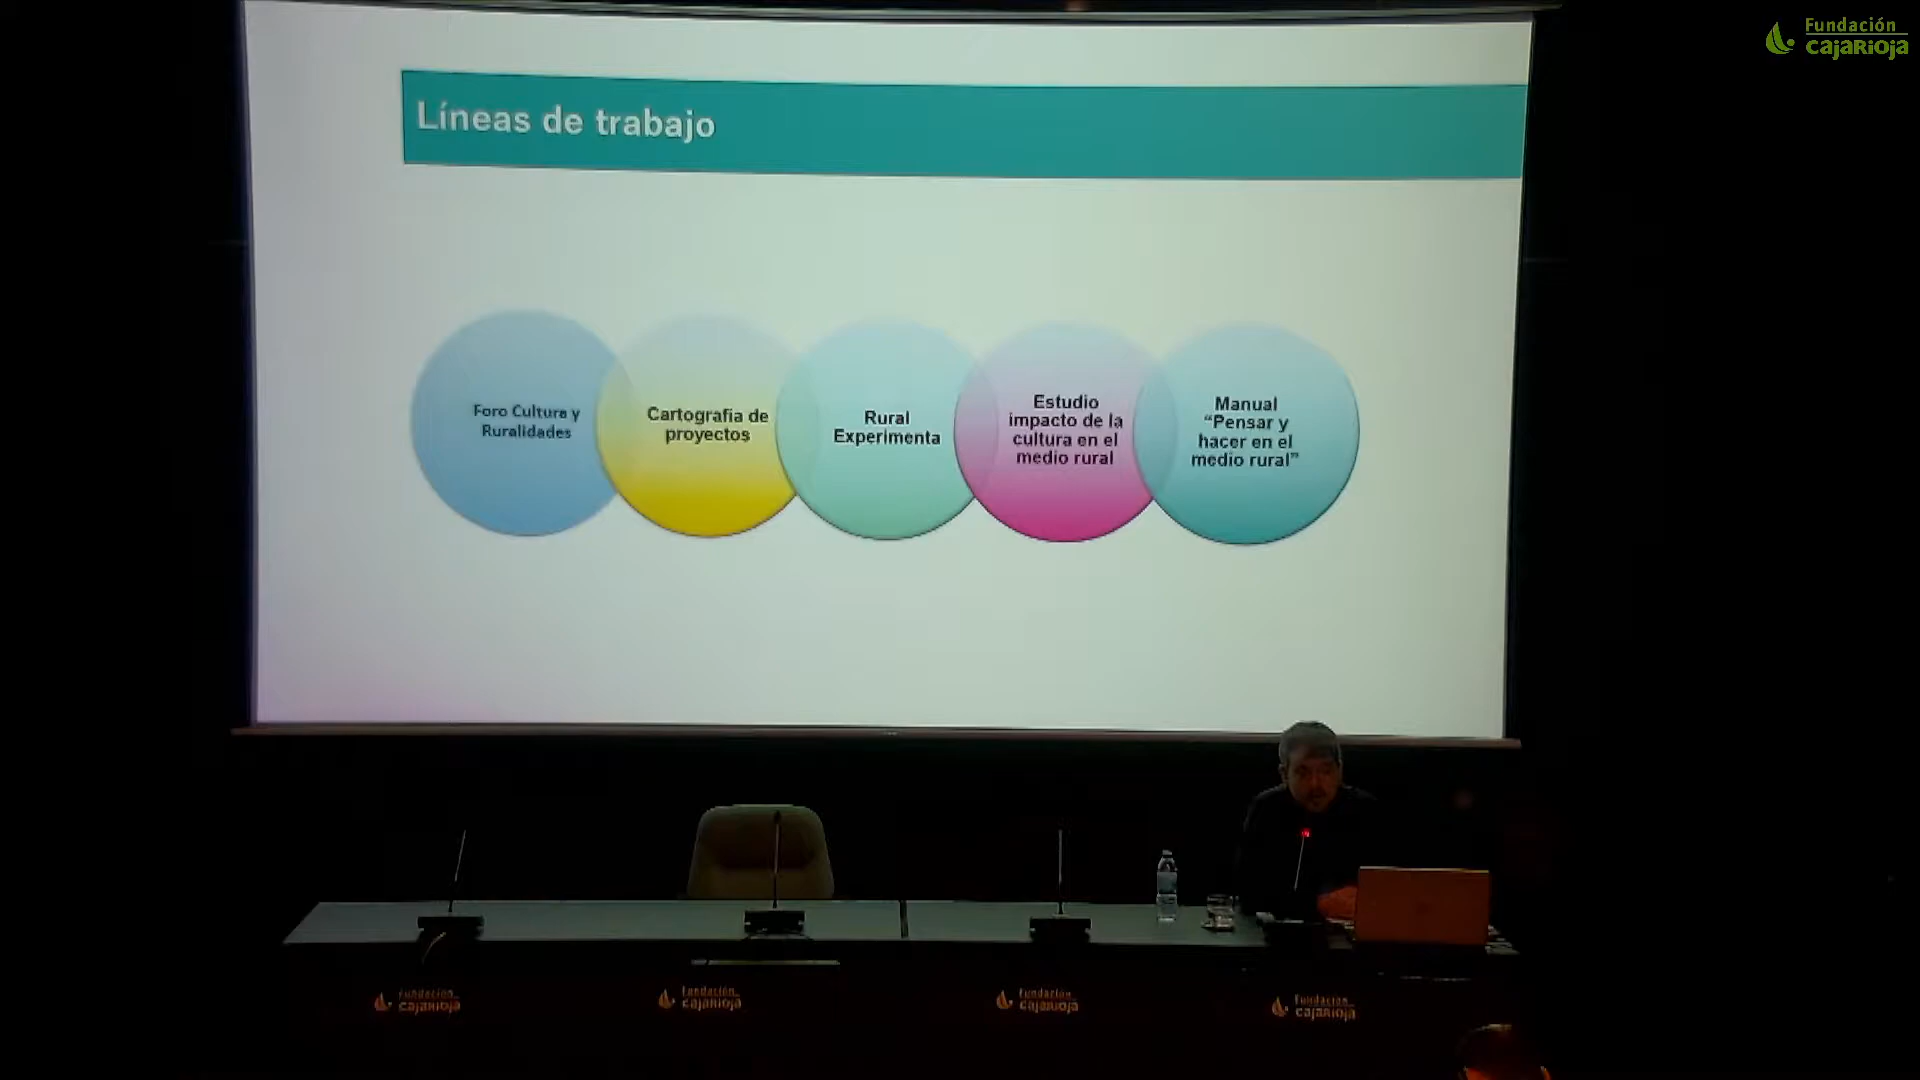 Fundación
cajaRioja
Líneas de trabajo
Foro Cultura y
Ruralidades
Cartografia de
proyectos
Rural
Experimenta
Estudio
impacto de la
cultura en el
medio rural
Manual
“Pensar y
hacer en el
medio rural”
Fundación
cajaRioja
Fundación
cajaRioja
Fundación
cajaRioja
Fundación
cajaRioja